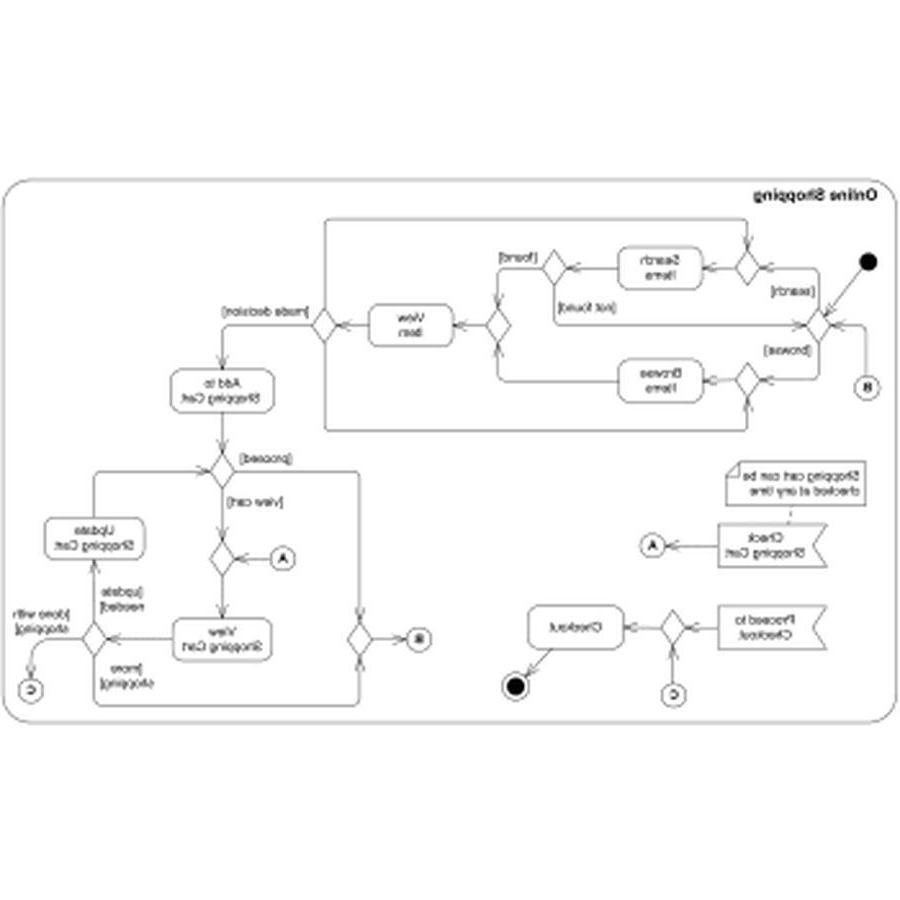 Online Shopping
[search]
Search
Items
[found]
[not found]
[browse]
Browse
Items
B
View
Item
[made decision]
Add to
Shopping Cart
[proceed]
[view cart]
A
View
Shopping Cart
Update
Shopping Cart
[update
needed]
[done with
shopping]
C
[more
shopping]
B
Shopping cart can be
checked at any time
Check
Shopping Cart
A
Proceed to
Checkout
Checkout
C